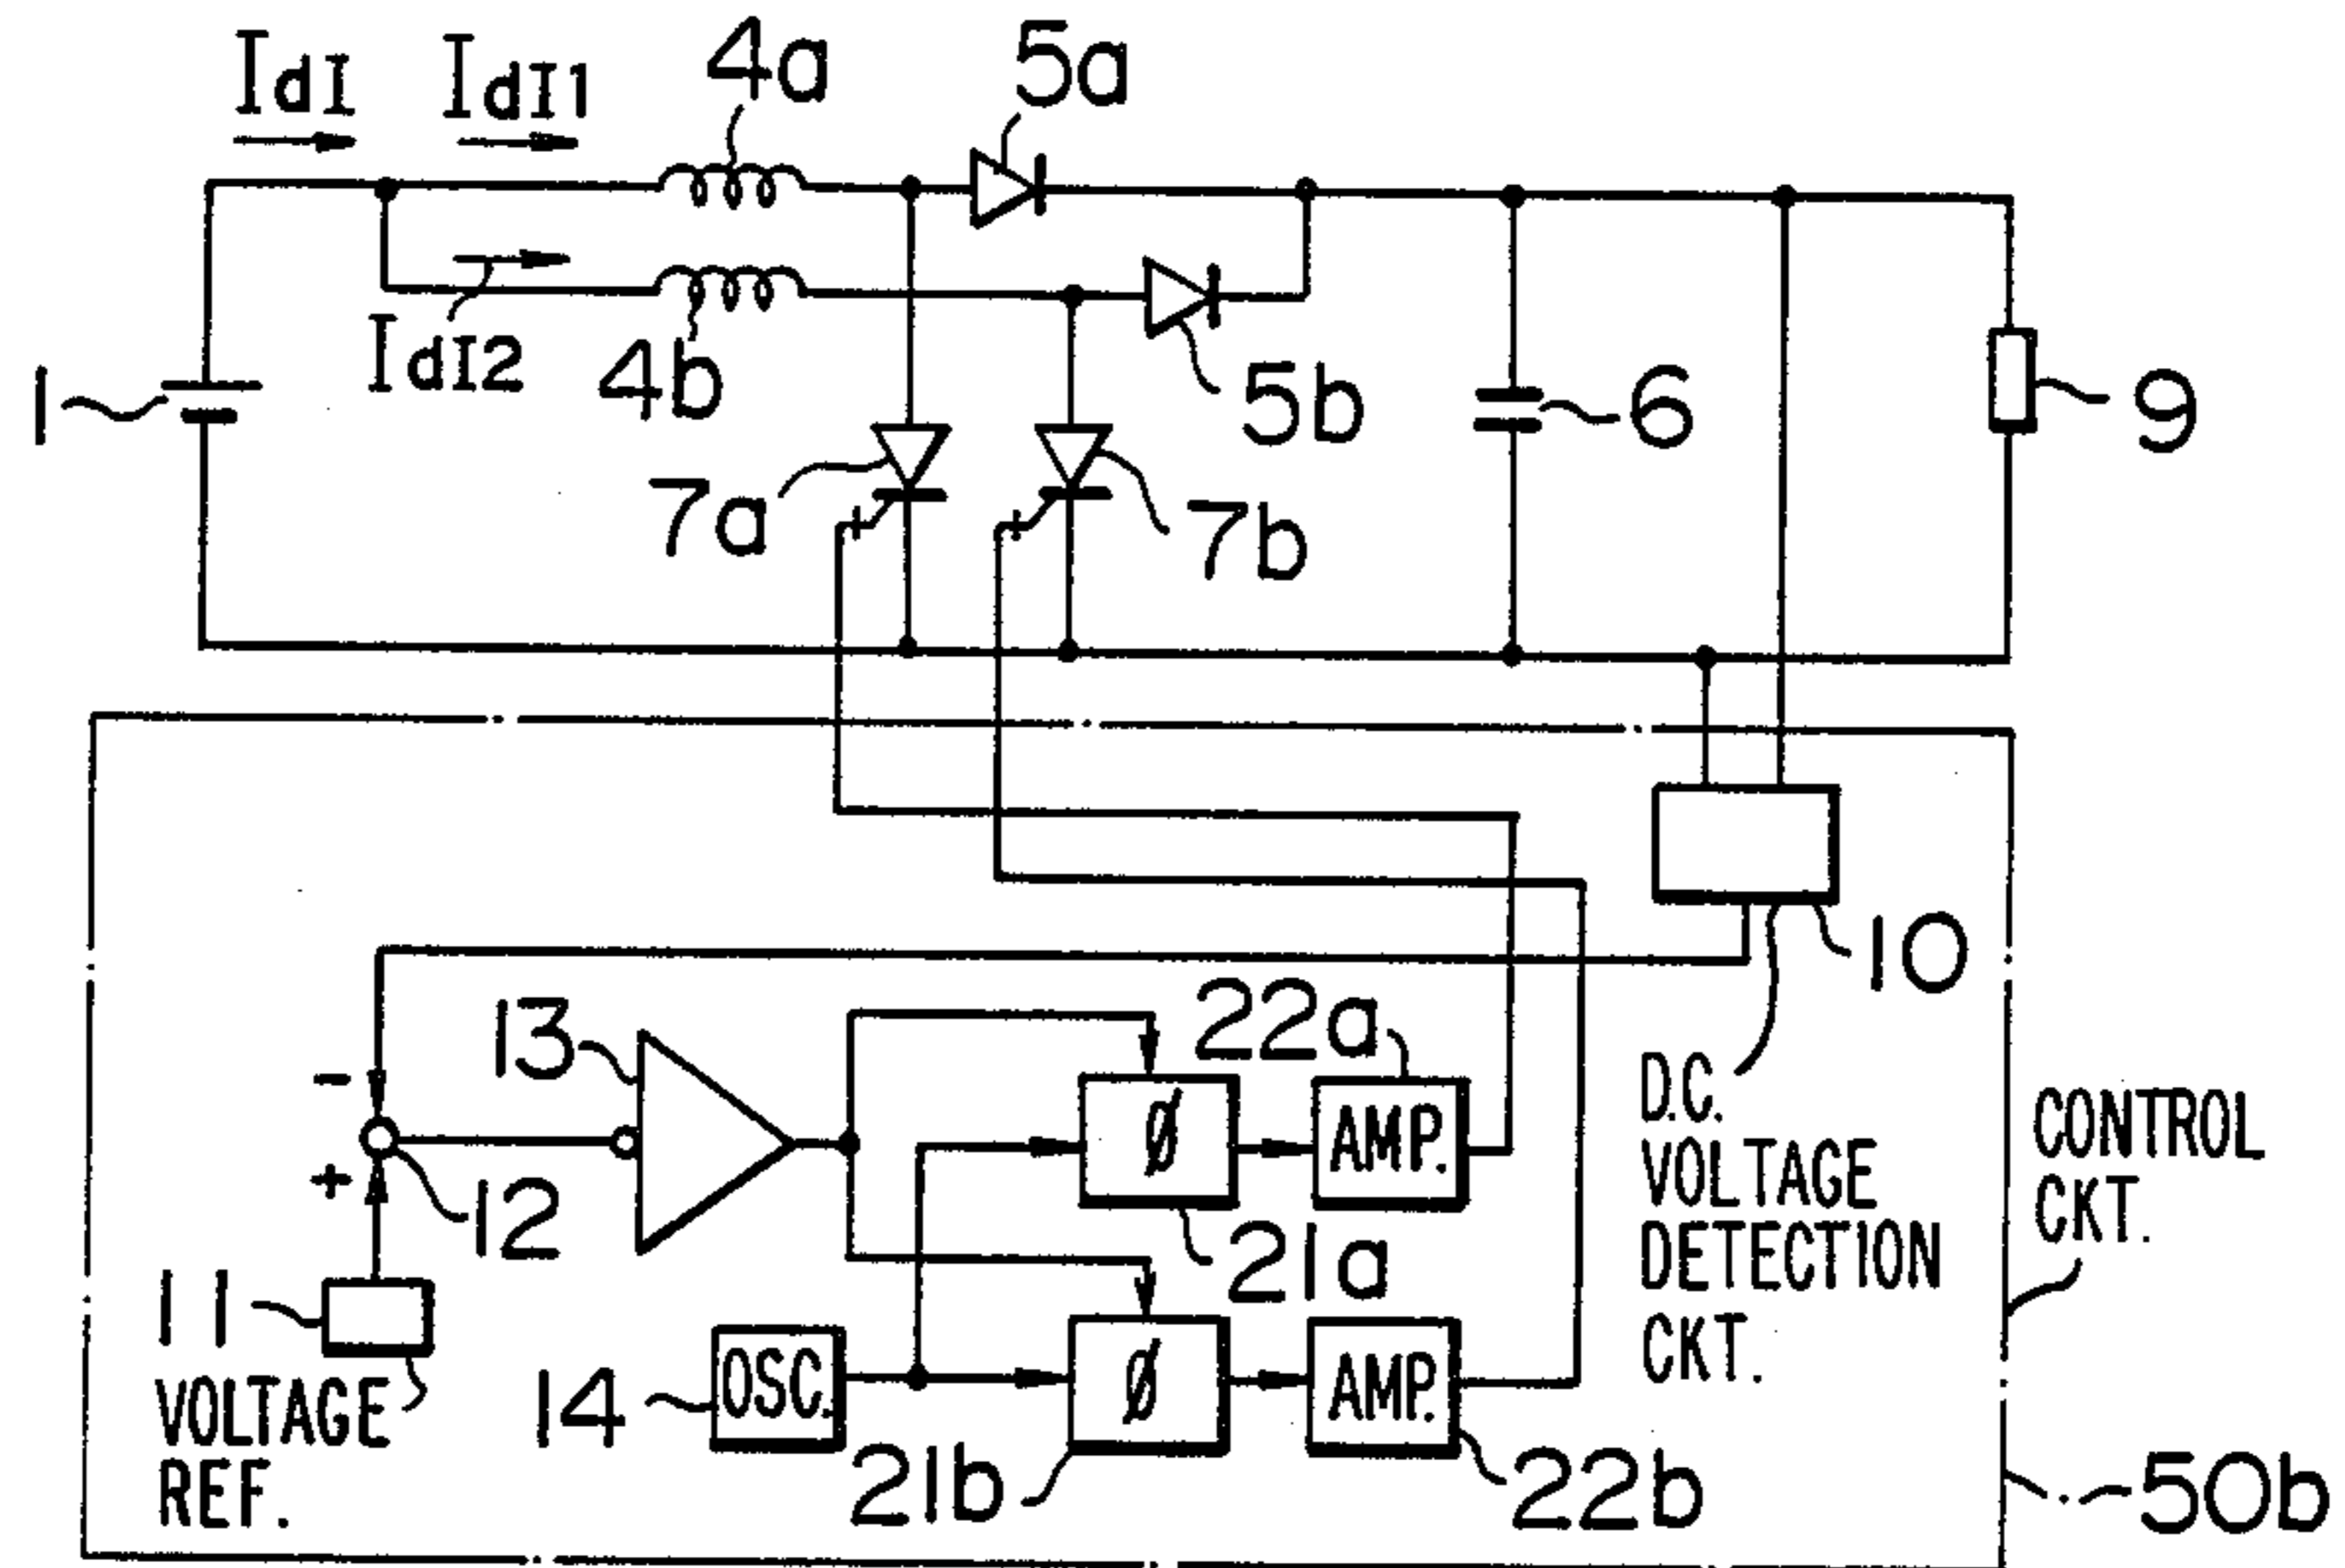 IdI
IdI1
4a
5a
IdI2
4b
5b
1
6
9
7a
7b
10
13
22a
-
Ø
AMP.
+
12
D.C.
VOLTAGE
DETECTION
CKT.
CONTROL
CKT.
21a
11
VOLTAGE
REF.
14
OSC.
Ø
AMP.
21b
22b
50b